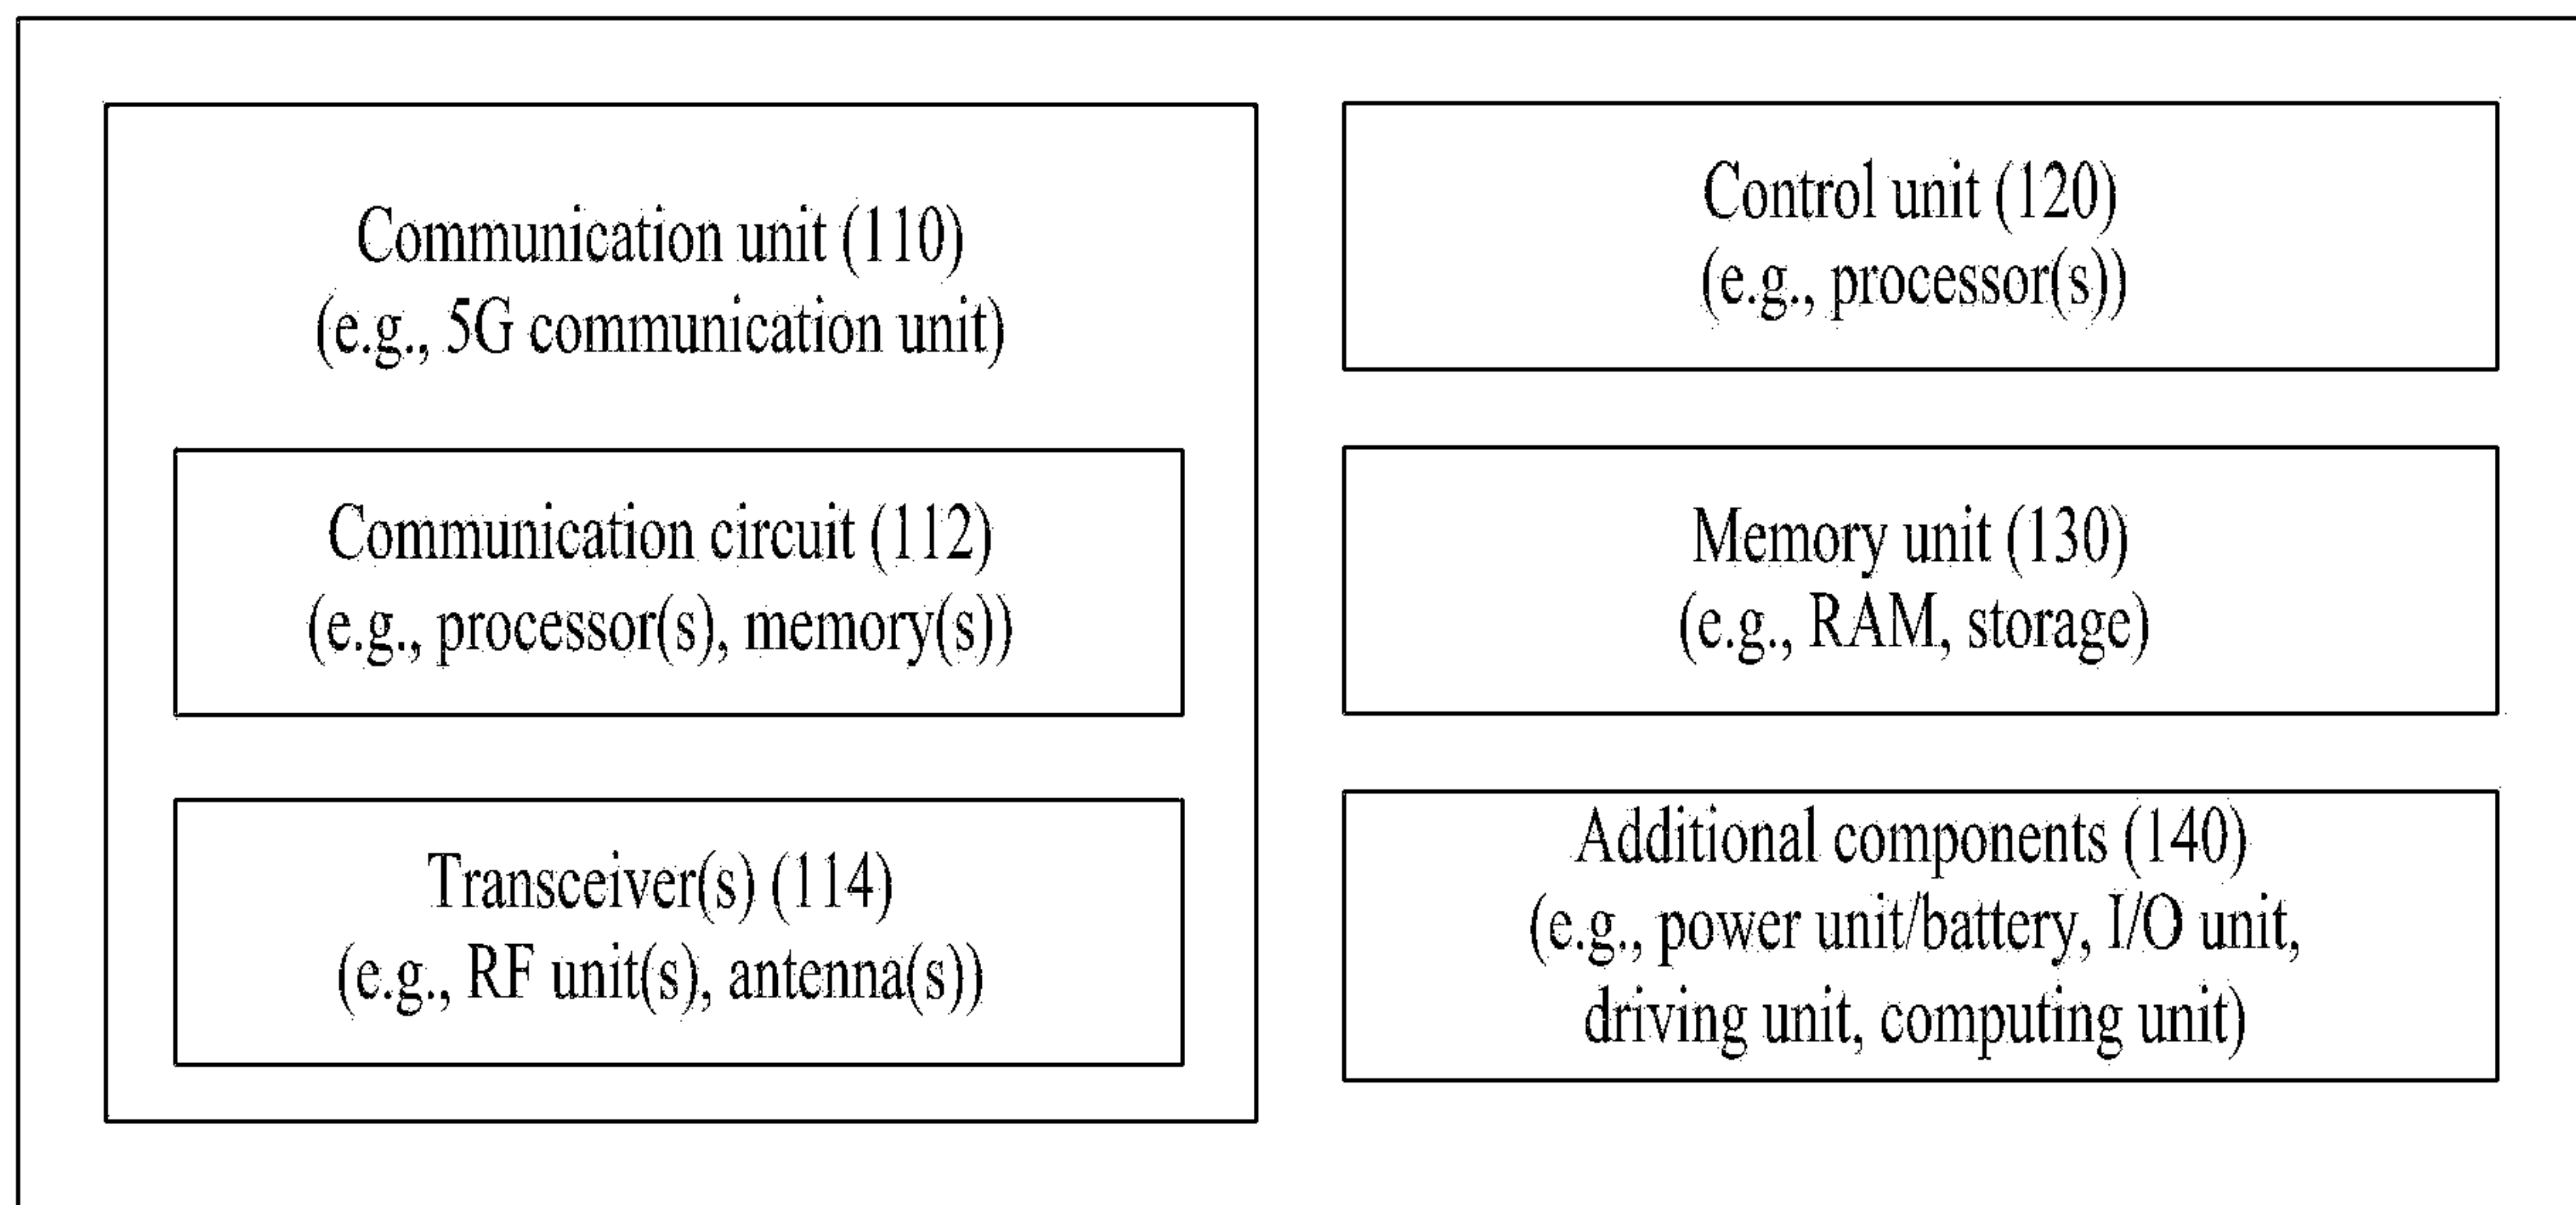 Communication unit (110)
(e.g., 5G communication unit)
Communication circuit (112)
(e.g., processor(s), memory(s))
Transceiver(s) (114)
(e.g., RF unit(s), antenna(s))
Control unit (120)
(e.g., processor(s))
Memory unit (130)
(e.g., RAM, storage)
Additional components (140)
(e.g., power unit/battery, I/O unit,
driving unit, computing unit)